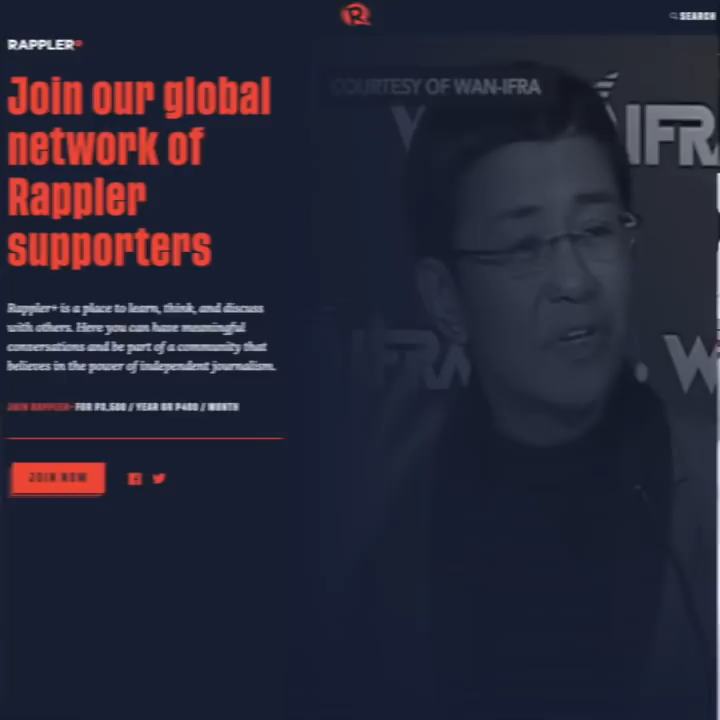 SEARCH
RAPPLER+
Join our global
network of
Rappler
supporters
COURTESY OF WAN-IFRA
IFRA
Rappler+ is a place to learn, think, and discuss
with others. Here you can have meaningful
conversations and be part of a community that
believes in the power of independent journalism.
JOIN RAPPLER+ FOR P3,500 / YEAR OR P400 / MONTH
JOIN NOW